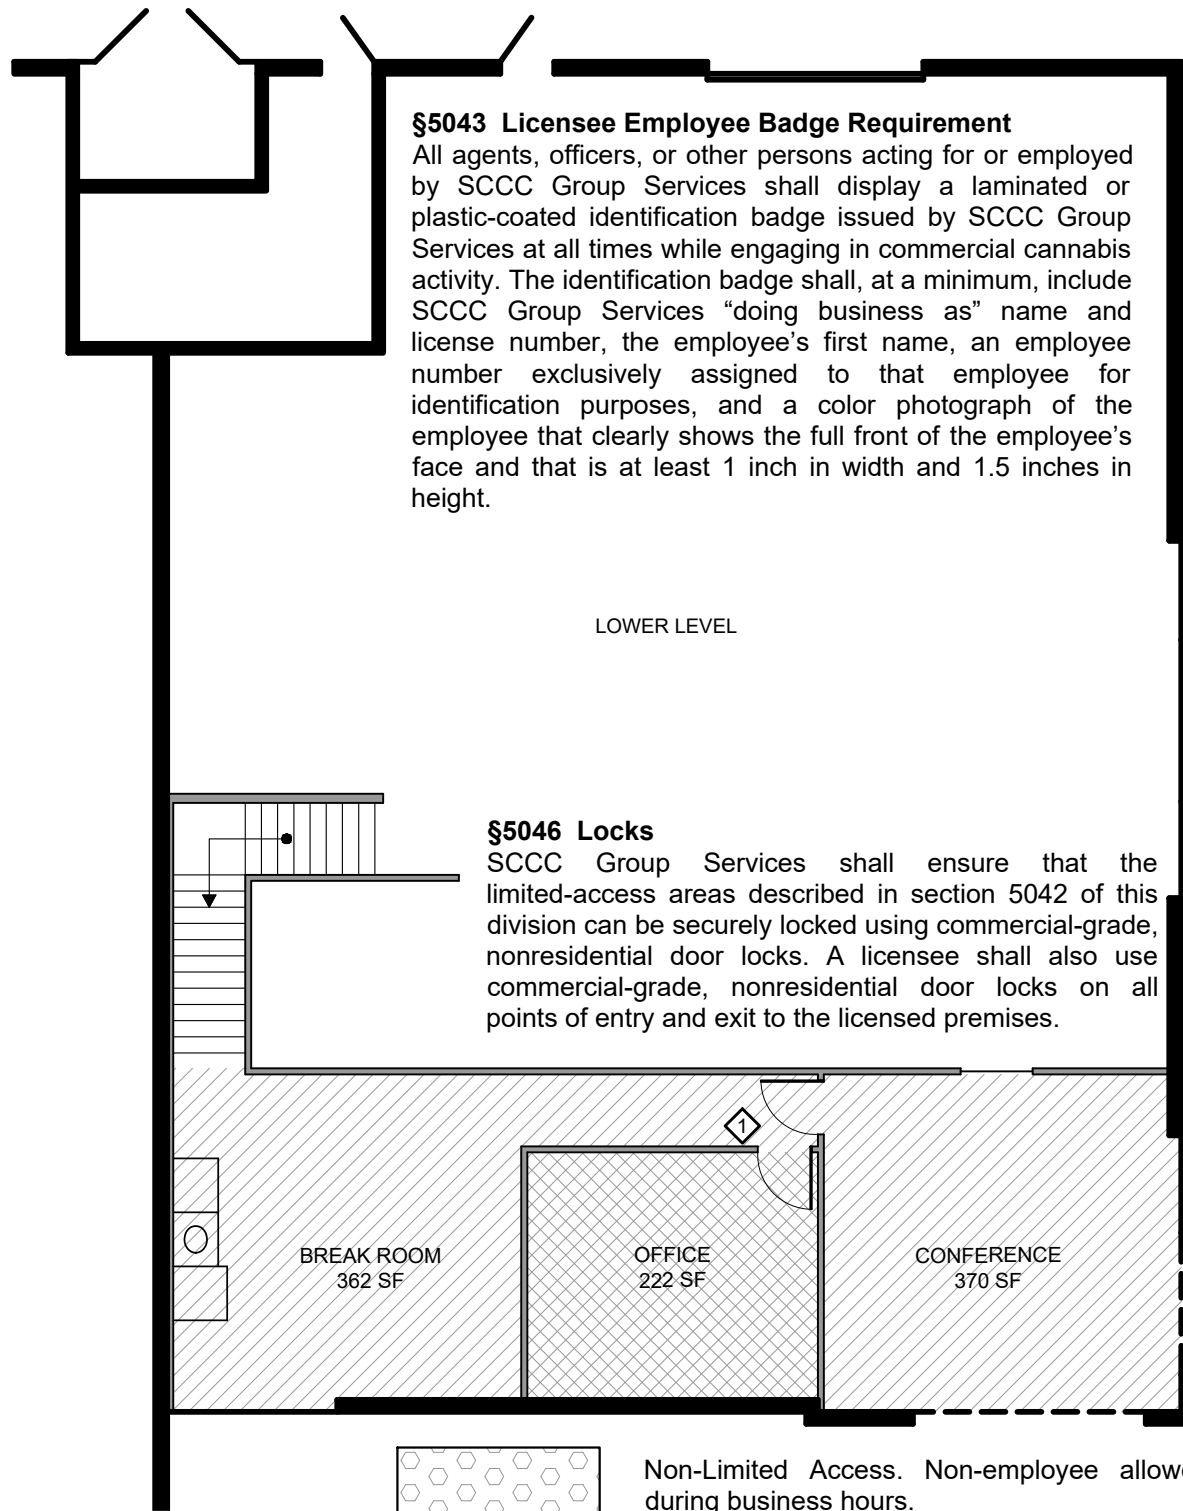 §5043 Licensee Employee Badge Requirement
All agents, officers, or other persons acting for or employed
by SCCC Group Services shall display a laminated or
plastic-coated identification badge issued by SCCC Group
Services at all times while engaging in commercial cannabis
activity. The identification badge shall, at a minimum, include
SCCC Group Services “doing business as” name and
license number, the employee’s first name, an employee
number exclusively assigned to that employee for
identification purposes, and a color photograph of the
employee that clearly shows the full front of the employee’s
face and that is at least 1 inch in width and 1.5 inches in
height.
LOWER LEVEL
§5046 Locks
SCCC Group Services shall ensure that the
limited-access areas described in section 5042 of this
division can be securely locked using commercial-grade,
nonresidential door locks. A licensee shall also use
commercial-grade, nonresidential door locks on all
points of entry and exit to the licensed premises.
1
BREAK ROOM
362 SF
OFFICE
222 SF
CONFERENCE
370 SF
Non-Limited Access. Non-employee
during business hours.